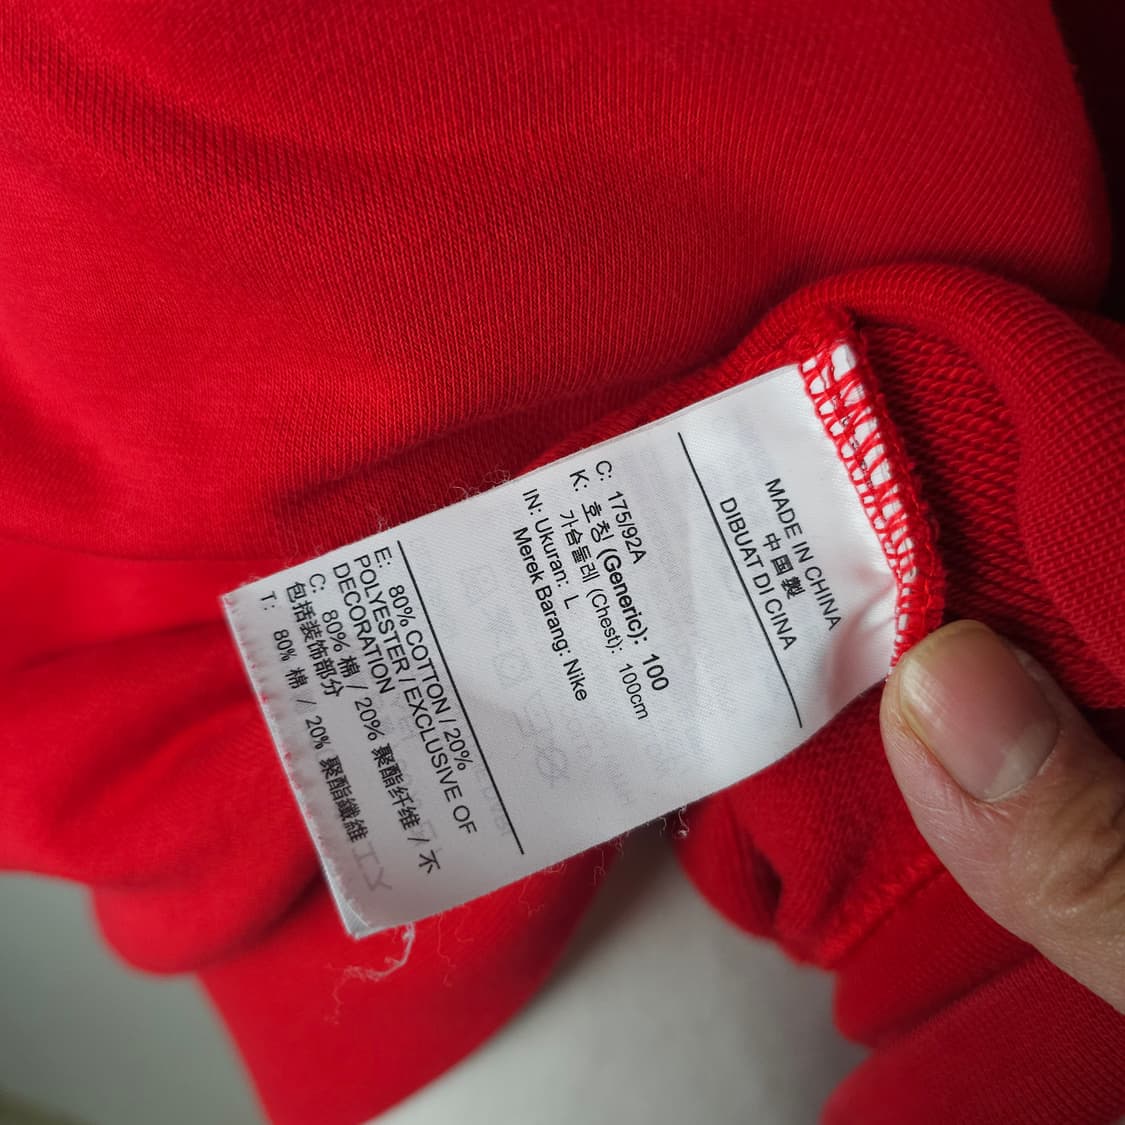 MADE IN CHINA
中国製
DIBUAT DI CINA
C: 175/92A
K: 호칭 (Generic): 100
가슴둘레 (Chest): 100cm
IN: Ukuran: L
Merek Barang: Nike
E: 80% COTTON / 20%
POLYESTER / EXCLUSIVE OF
DECORATION
C: 80% 棉 / 20% 聚酯纤维 / 不
包括装饰部分
T: 80% 棉 / 20% 聚酯纖維